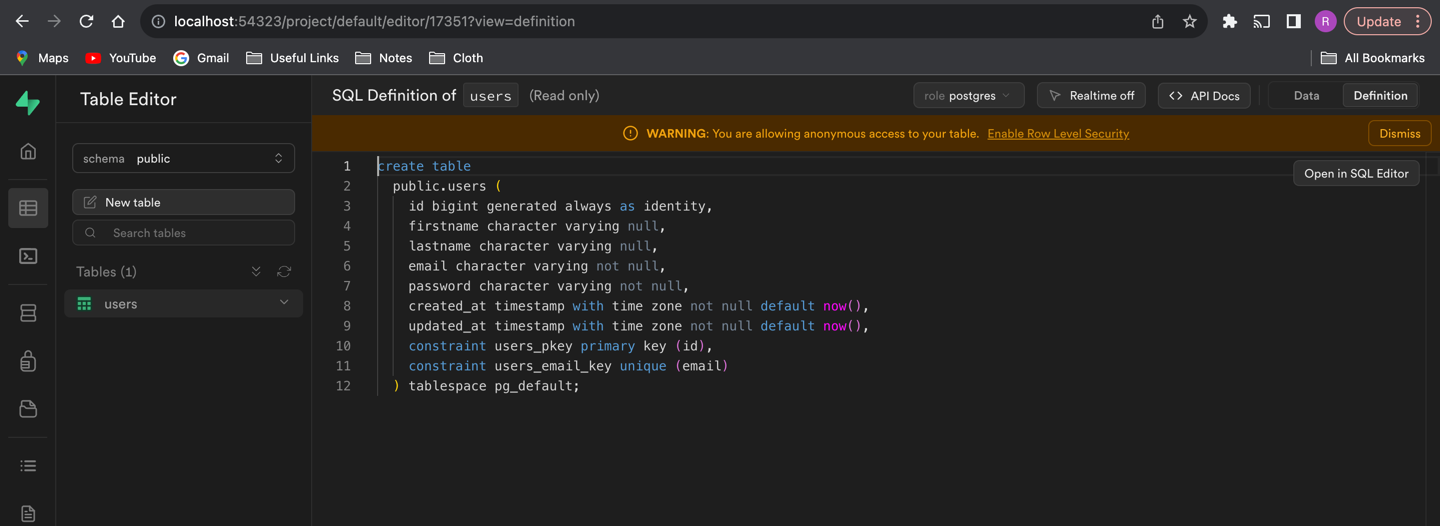 localhost:54323/project/default/editor/17351?view=definition
R
Update
Maps YouTube Gmail Useful Links Notes Cloth All Bookmarks
Table Editor
SQL Definition of users (Read only)
role postgres Realtime off <> API Docs Data Definition
WARNING: You are allowing anonymous access to your table. Enable Row Level Security Dismiss
schema public
New table
Search tables
Tables (1)
users
Open in SQL Editor
1 create table
2 public.users (
3 id bigint generated always as identity,
4 firstname character varying null,
5 lastname character varying null,
6 email character varying not null,
7 password character varying not null,
8 created_at timestamp with time zone not null default now(),
9 updated_at timestamp with time zone not null default now(),
10 constraint users_pkey primary key (id),
11 constraint users_email_key unique (email)
12 ) tablespace pg_default;